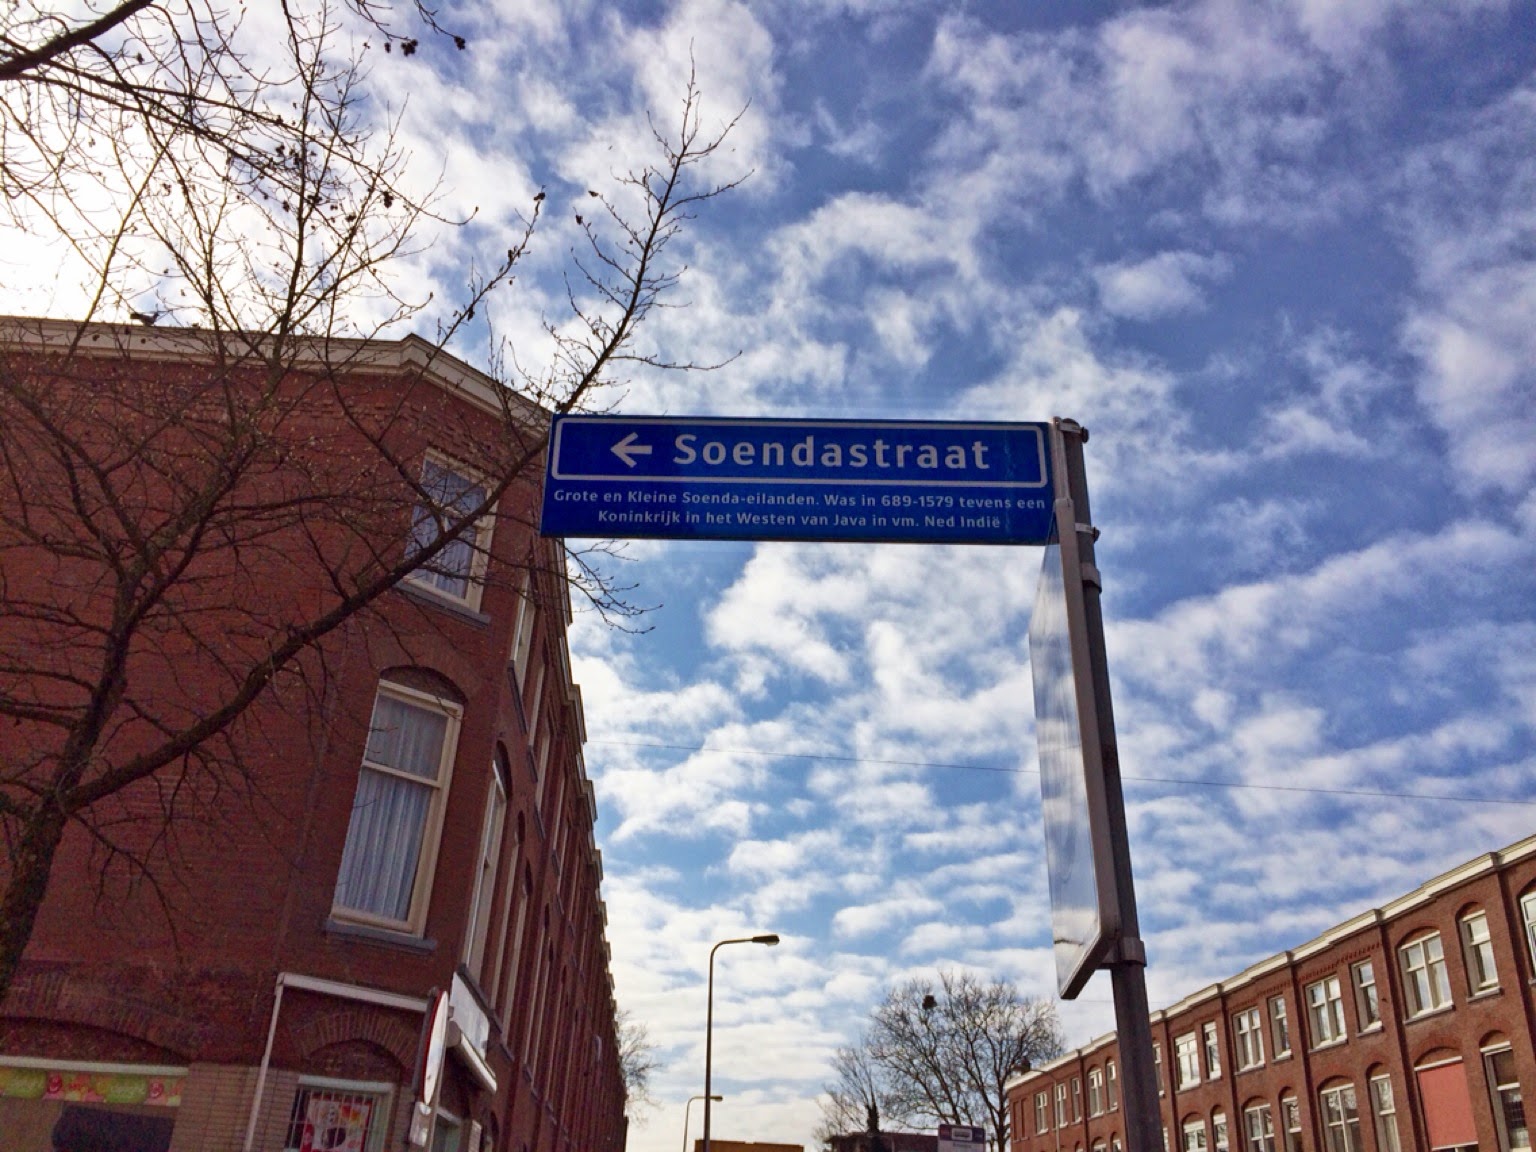 ← Soendastraat
Grote en Kleine Soenda-eilanden. Was in 689-1579 tevens een
Koninkrijk in het Westen van Java in vm. Ned Indië